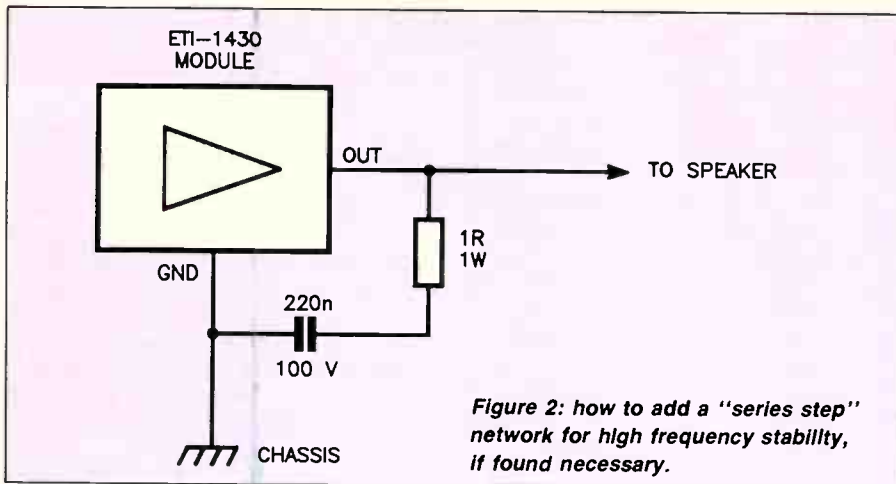 ETI-1430
MODULE
OUT
TO SPEAKER
1R
1W
GND
220n
100 V
CHASSIS
Figure 2: how to add a "series step"
network for high frequency stability,
if found necessary.